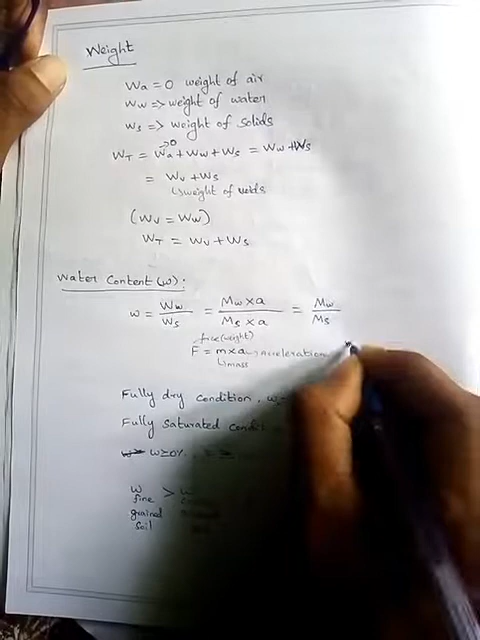 Weight
Wa = 0 weight of air
Ww => weight of water
Ws => weight of solids
WT = Wa→0 + Ww + Ws = Ww + Ws
= Wv + Ws
↳weight of voids
(Wv = Ww)
WT = Wv + Ws
Water Content (w) :
w = Ww/Ws = Mw x a/Ms x a = Mw/Ms
force (weight)
F = m x a → acceleration
↳mass
Fully dry condition, w
Fully saturated
w ≥ 0%,
w fine grained soil > w